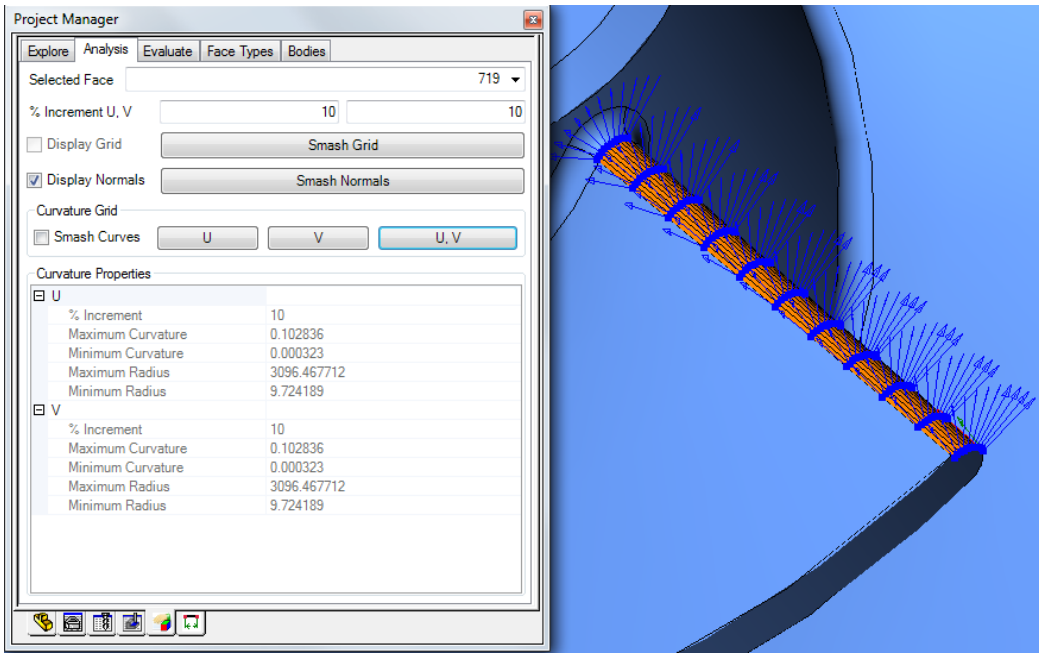 Project Manager
Explore Analysis Evaluate Face Types Bodies
Selected Face 719
% Increment U, V 10 10
Display Grid Smash Grid
Display Normals Smash Normals
Curvature Grid
Smash Curves U V U, V
Curvature Properties
U
% Increment 10
Maximum Curvature 0.102836
Minimum Curvature 0.000323
Maximum Radius 3096.467712
Minimum Radius 9.724189
V
% Increment 10
Maximum Curvature 0.102836
Minimum Curvature 0.000323
Maximum Radius 3096.467712
Minimum Radius 9.724189